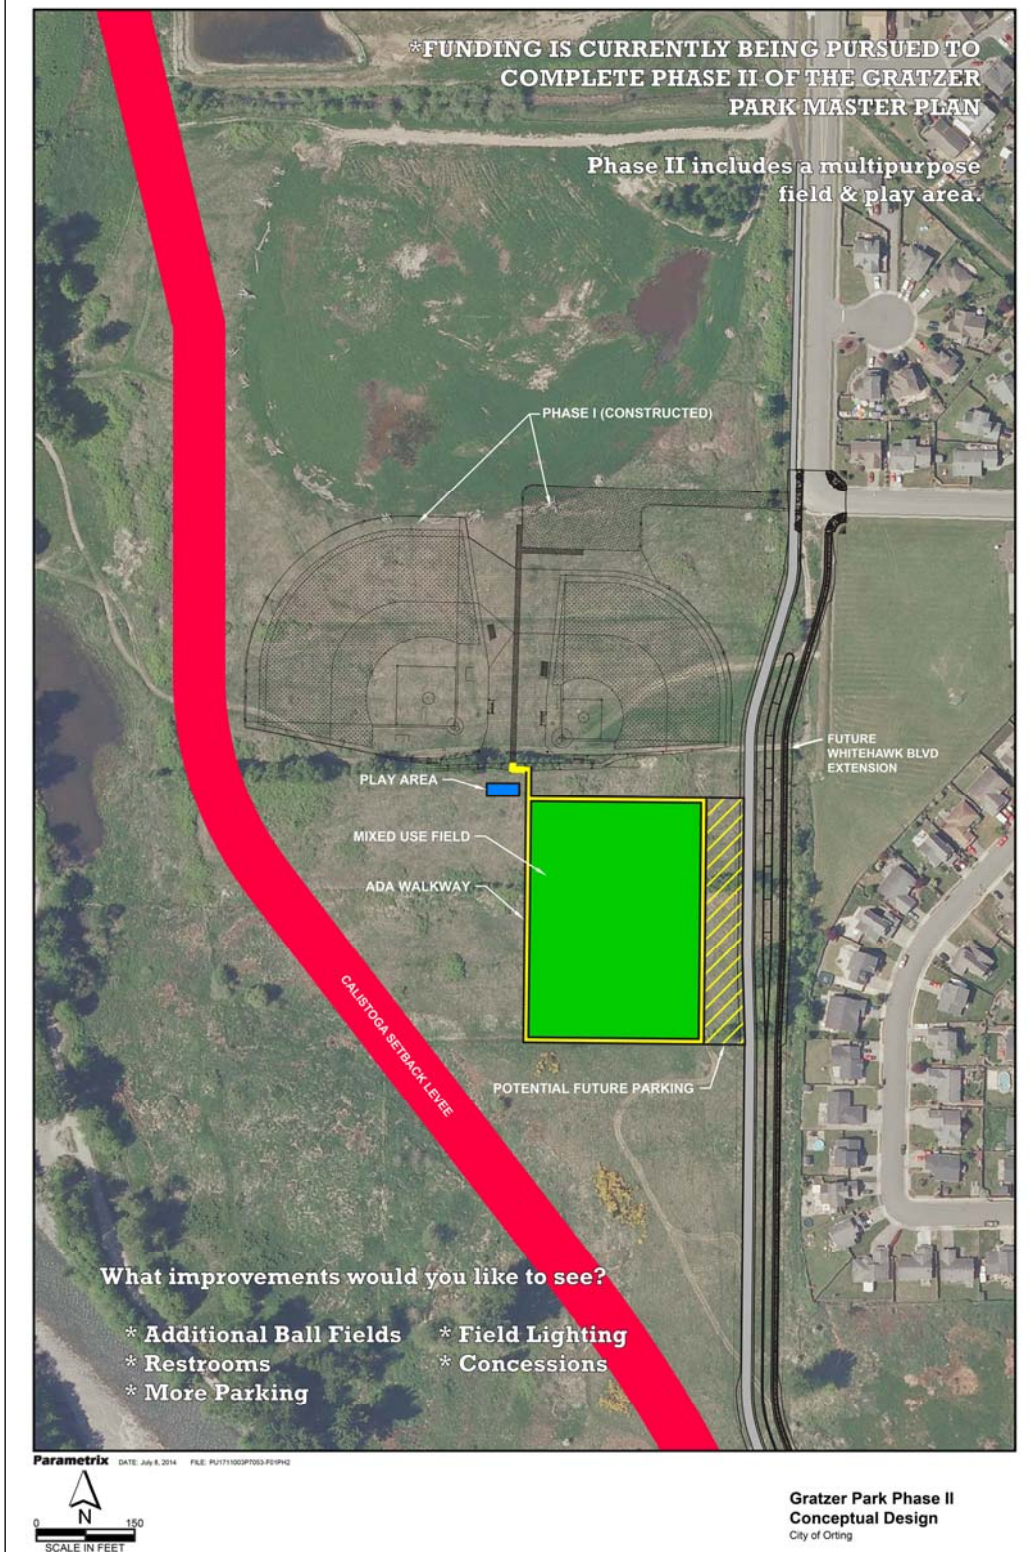 *FUNDING IS CURRENTLY BEING PURSUED TO
COMPLETE PHASE II OF THE GRATZER
PARK MASTER PLAN
Phase II includes a multipurpose
field & play area.
PHASE I (CONSTRUCTED)
FUTURE
WHITEHAWK BLVD
EXTENSION
PLAY AREA
MIXED USE FIELD
ADA WALKWAY
CALISTOGA SETBACK LEVEE
POTENTIAL FUTURE PARKING
What improvements would you like to see?
* Additional Ball Fields
* Restrooms
* More Parking
* Field Lighting
* Concessions
Parametrix DATE: July 8, 2014 FILE: PU1711003P7053-F01PH2
N
0 150
SCALE IN FEET
Gratzer Park Phase II
Conceptual Design
City of Orting